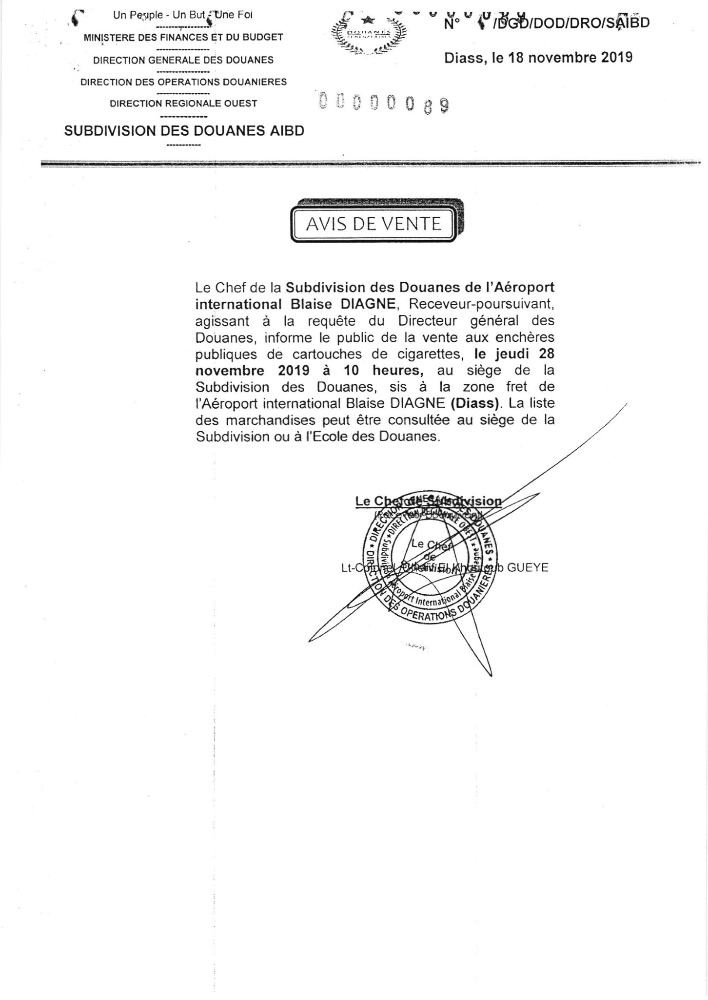 Un Peuple - Un But - Une Foi
MINISTERE DES FINANCES ET DU BUDGET
DIRECTION GENERALE DES DOUANES
DIRECTION DES OPERATIONS DOUANIERES
DIRECTION REGIONALE OUEST
SUBDIVISION DES DOUANES AIBD
DOUANES
N° /DGD/DOD/DRO/SAIBD
Diass, le 18 novembre 2019
00000089
AVIS DE VENTE
Le Chef de la Subdivision des Douanes de l'Aéroport
international Blaise DIAGNE, Receveur-poursuivant,
agissant à la requête du Directeur général des
Douanes, informe le public de la vente aux enchères
publiques de cartouches de cigarettes, le jeudi 28
novembre 2019 à 10 heures, au siège de la
Subdivision des Douanes, sis à la zone fret de
l'Aéroport international Blaise DIAGNE (Diass). La liste
des marchandises peut être consultée au siège de la
Subdivision ou à l'Ecole des Douanes.
Le Chef de Subdivision
Lt-Colonel El GUEYE
DIRECTION GENERALE DES DOUANES
DIRECTION DES OPERATIONS DOUANIERES
DIRECTION REGIONALE OUEST
Subdivision Aéroport International Blaise Diagne
Le Chef
de
Subdivision